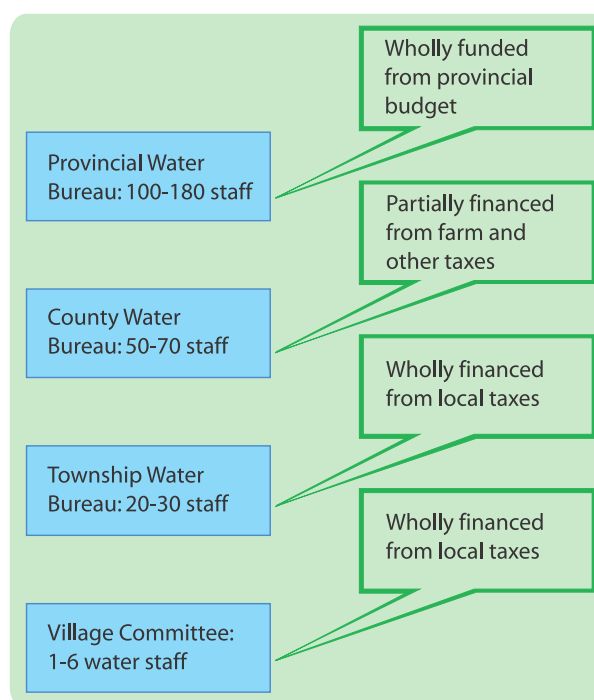 Wholly funded
from provincial
budget
Provincial Water
Bureau: 100-180 staff
Partially financed
from farm and
other taxes
County Water
Bureau: 50-70 staff
Wholly financed
from local taxes
Township Water
Bureau: 20-30 staff
Wholly financed
from local taxes
Village Committee:
1-6 water staff